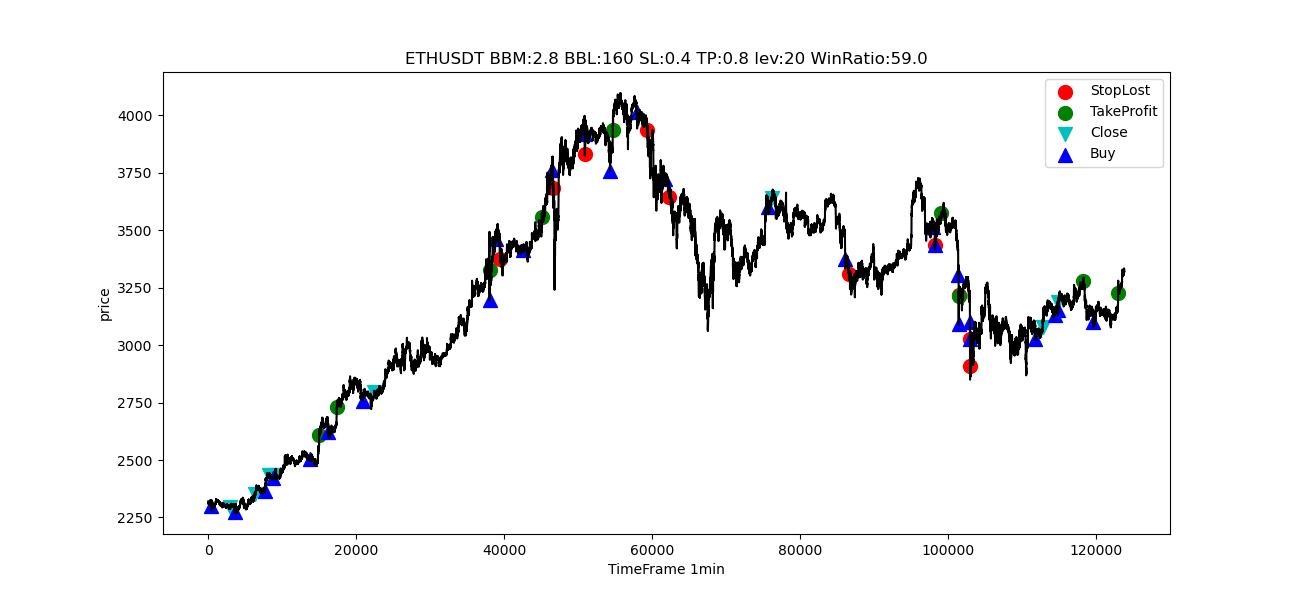 ETHUSDT BBM:2.8 BBL:160 SL:0.4 TP:0.8 lev:20 WinRatio:59.0
StopLost
TakeProfit
Close
Buy
4000
3750
3500
3250
3000
2750
2500
2250
price
0 20000 40000 60000 80000 100000 120000
TimeFrame 1min